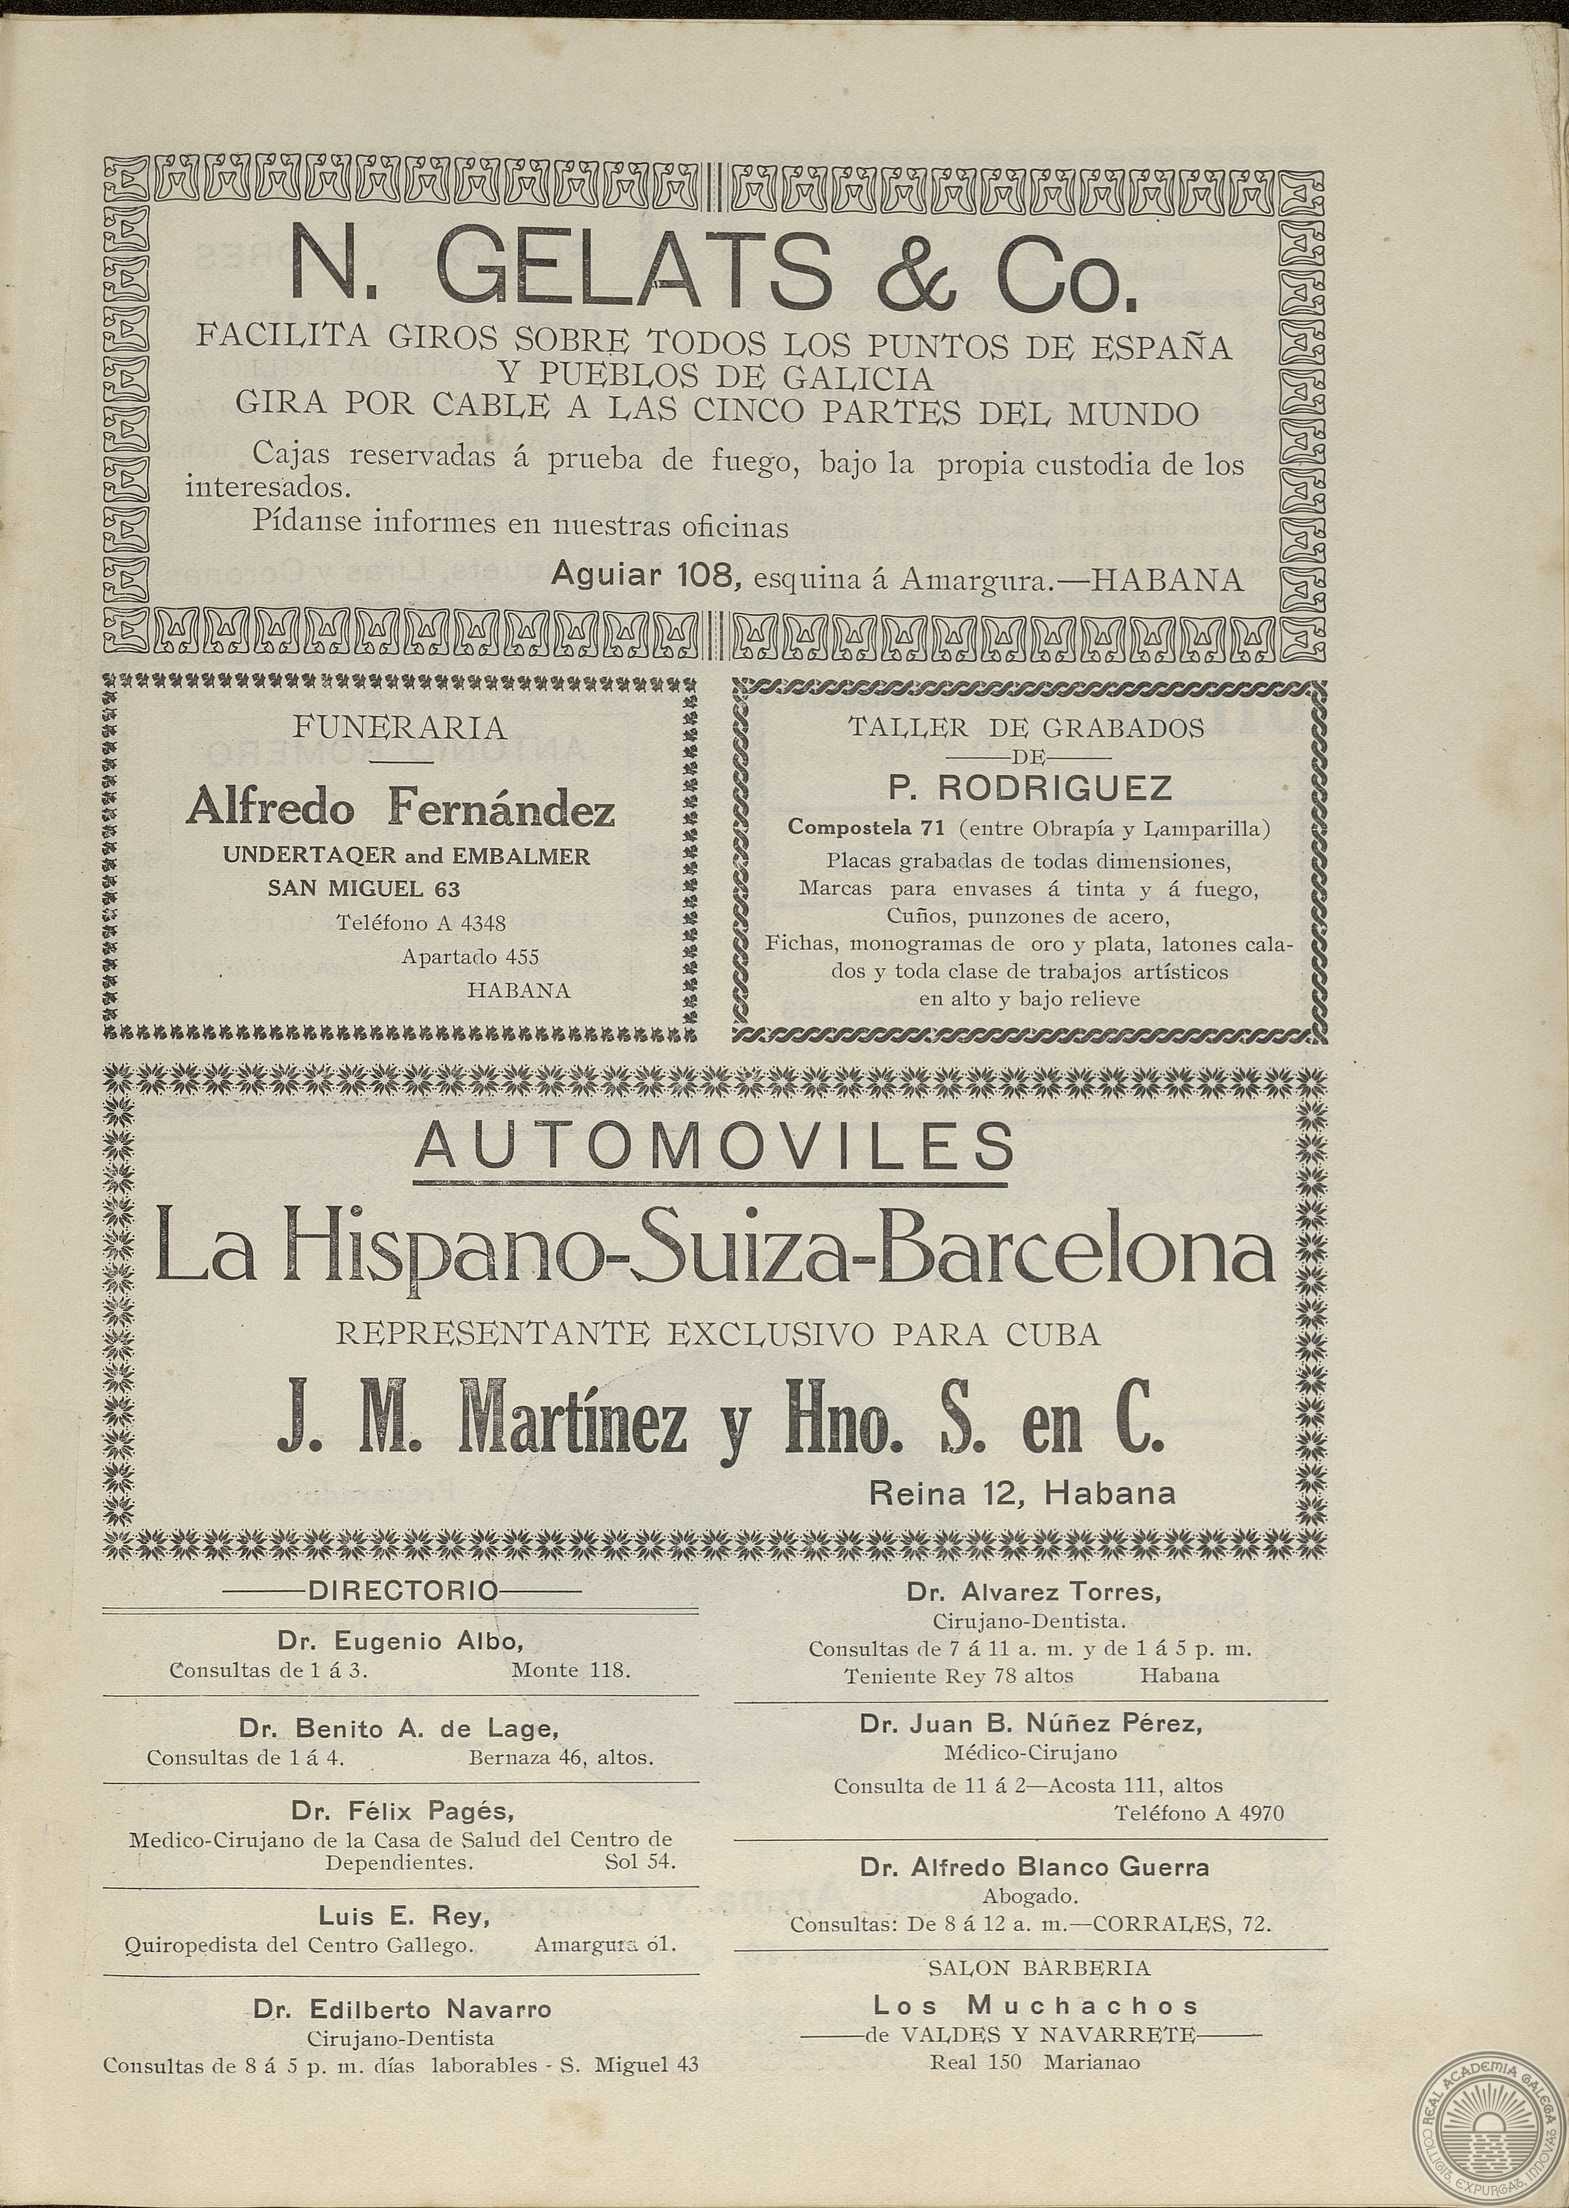 N. GELATS & Co.
FACILITA GIROS SOBRE TODOS LOS PUNTOS DE ESPAÑA
Y PUEBLOS DE GALICIA
GIRA POR CABLE A LAS CINCO PARTES DEL MUNDO
Cajas reservadas á prueba de fuego, bajo la propia custodia de los
interesados.
Pídanse informes en nuestras oficinas
Aguiar 108, esquina á Amargura.—HABANA
FUNERARIA
Alfredo Fernández
UNDERTAQER and EMBALMER
SAN MIGUEL 63
Teléfono A 4348
Apartado 455
HABANA
TALLER DE GRABADOS
—DE—
P. RODRIGUEZ
Compostela 71 (entre Obrapía y Lamparilla)
Placas grabadas de todas dimensiones,
Marcas para envases á tinta y á fuego,
Cuños, punzones de acero,
Fichas, monogramas de oro y plata, latones cala-
dos y toda clase de trabajos artísticos
en alto y bajo relieve
AUTOMOVILES
La Hispano-Suiza-Barcelona
REPRESENTANTE EXCLUSIVO PARA CUBA
J. M. Martínez y Hno. S. en C.
Reina 12, Habana
—DIRECTORIO—
Dr. Eugenio Albo,
Consultas de 1 á 3. Monte 118.
Dr. Benito A. de Lage,
Consultas de 1 á 4. Bernaza 46, altos.
Dr. Félix Pagés,
Medico-Cirujano de la Casa de Salud del Centro de
Dependientes. Sol 54.
Luis E. Rey,
Quiropedista del Centro Gallego. Amargura
Dr. Edilberto Navarro
Cirujano-Dentista
Consultas de 8 á 5 p. m. días laborables - S. Miguel 43
Dr. Alvarez Torres,
Cirujano-Dentista.
Consultas de 7 á 11 a. m. y de 1 á 5 p. m.
Teniente Rey 78 altos Habana
Dr. Juan B. Núñez Pérez,
Médico-Cirujano
Consulta de 11 á 2—Acosta 111, altos
Teléfono A 4970
Dr. Alfredo Blanco Guerra
Abogado.
Consultas: De 8 á 12 a. m.—CORRALES, 72.
SALON BARBERIA
Los Muchachos
—de VALDES Y NAVARRETE—
Real 150 Marianao
REAL ACADEMIA GALEGA
COLLIGIT, EXPURGAT, INNOVAT